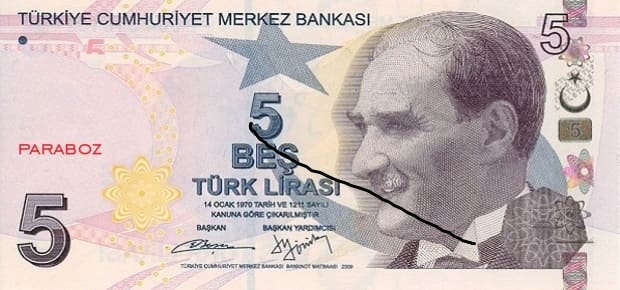 TÜRKİYE CUMHURİYET MERKEZ BANKASI
5
5
PARABOZ
BEŞ
TÜRK LİRASI
14 OCAK 1970 TARİH VE 1211 SAYILI
KANUNA GÖRE ÇIKARILMIŞTIR.
BAŞKAN BAŞKAN YARDIMCISI
5
TÜRKİYE CUMHURİYET MERKEZ BANKASI BANKNOT MATBAASI 2009
5
5